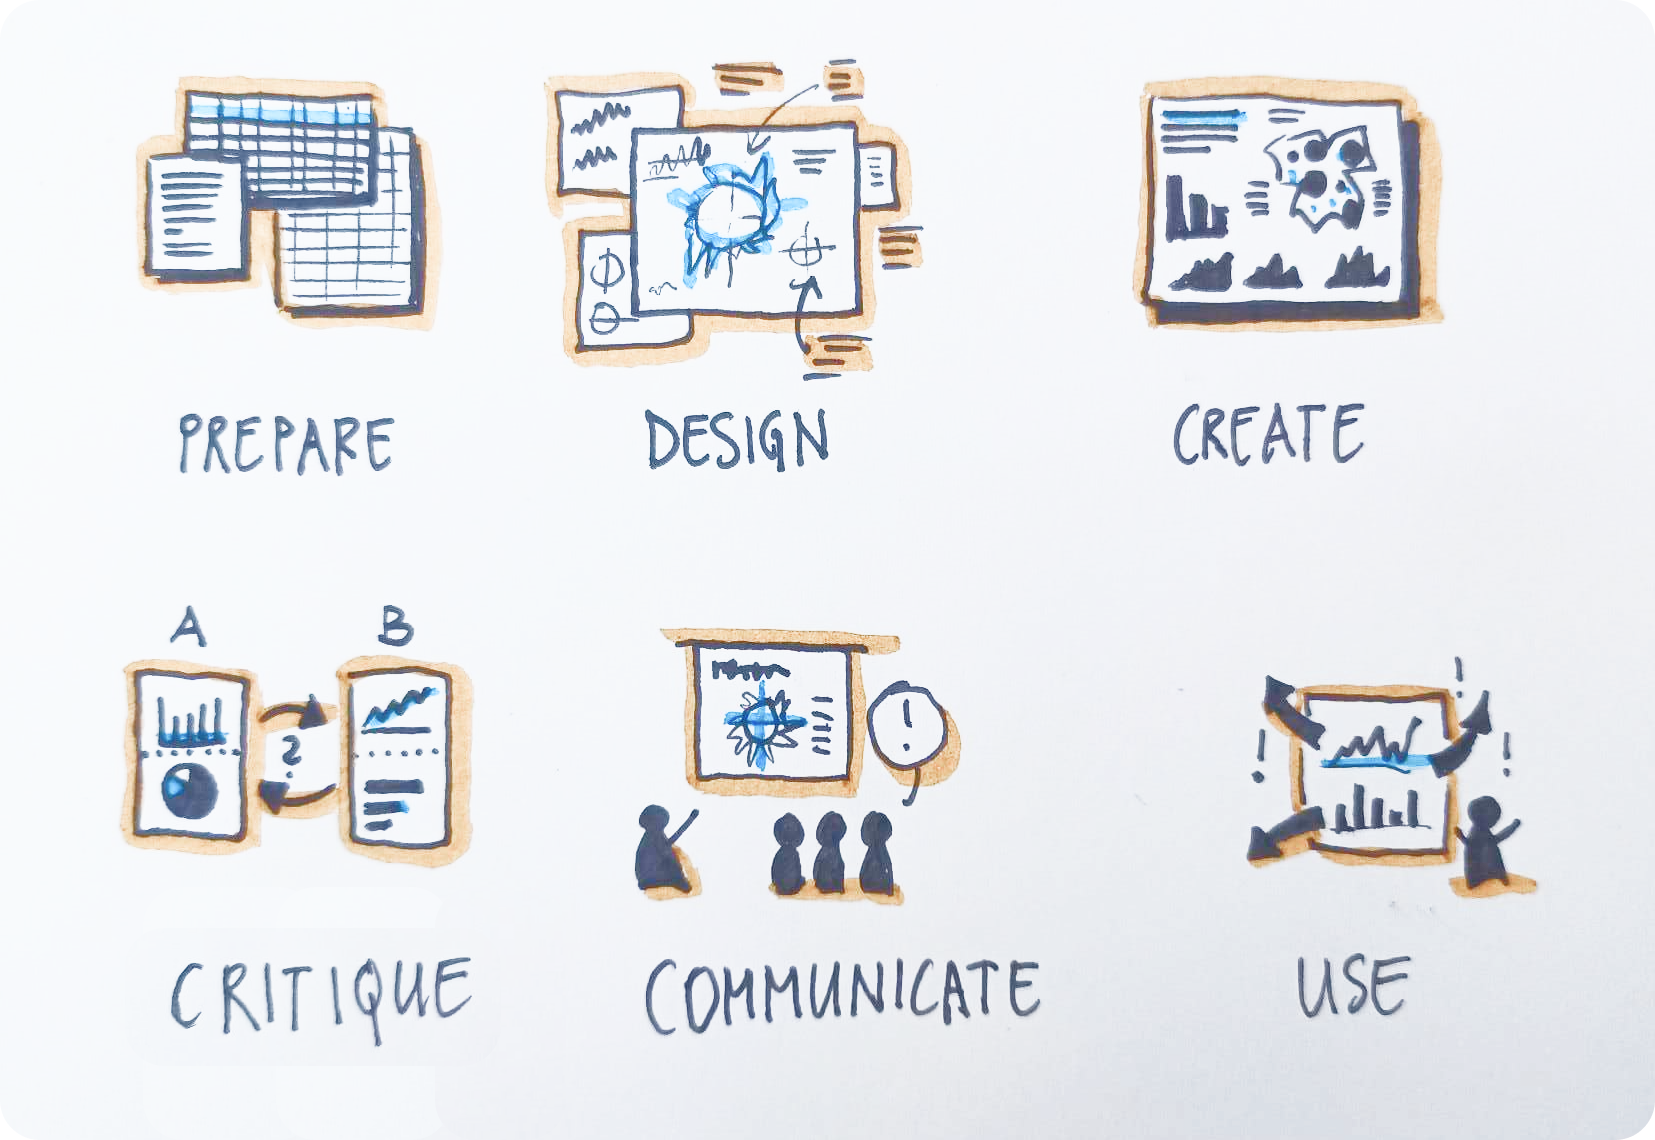 PREPARE
DESIGN
CREATE
A
B
?
!
!
!
!
CRITIQUE
COMMUNICATE
USE